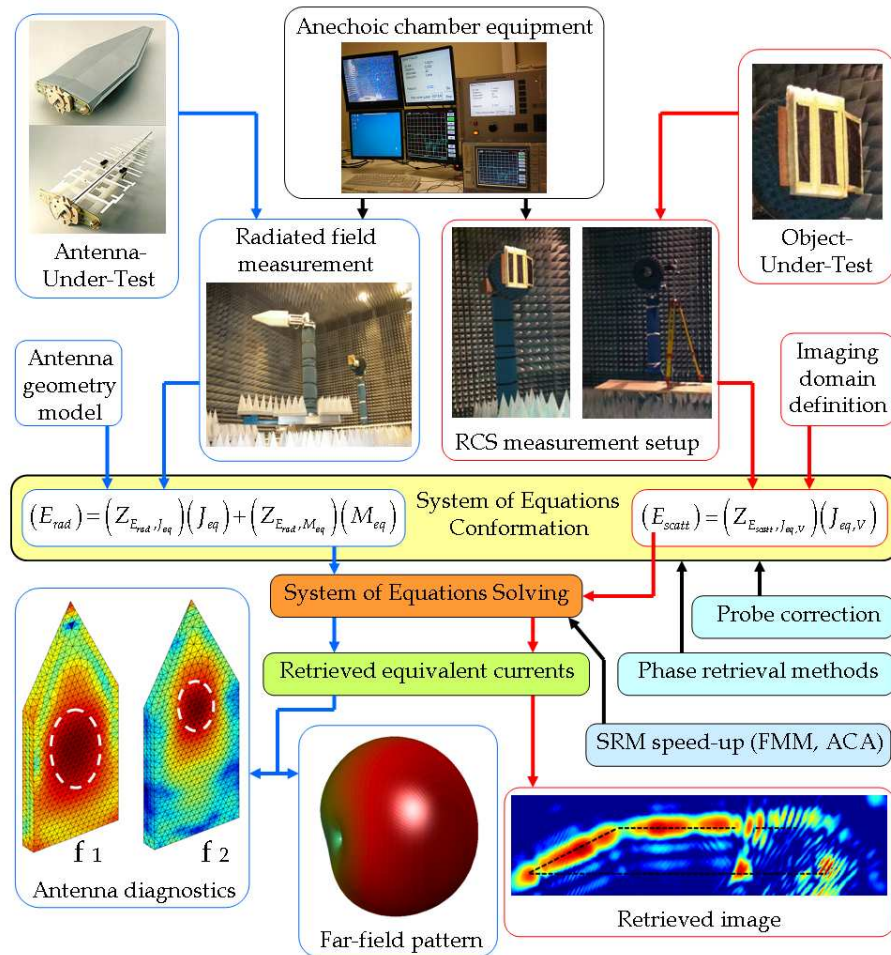 Anechoic chamber equipment
Antenna-
Under-Test
Radiated field
measurement
RCS measurement setup
Object-
Under-Test
Antenna
geometry
model
Imaging
domain
definition
(E_rad) = (Z_{E_rad, J_eq})(J_eq) + (Z_{E_rad, M_eq})(M_eq)
System of Equations
Conformation
(E_scatt) = (Z_{E_scatt, J_eq,V})(J_eq,V)
System of Equations Solving
Probe correction
Retrieved equivalent currents
Phase retrieval methods
SRM speed-up (FMM, ACA)
f 1
f 2
Antenna diagnostics
Far-field pattern
Retrieved image